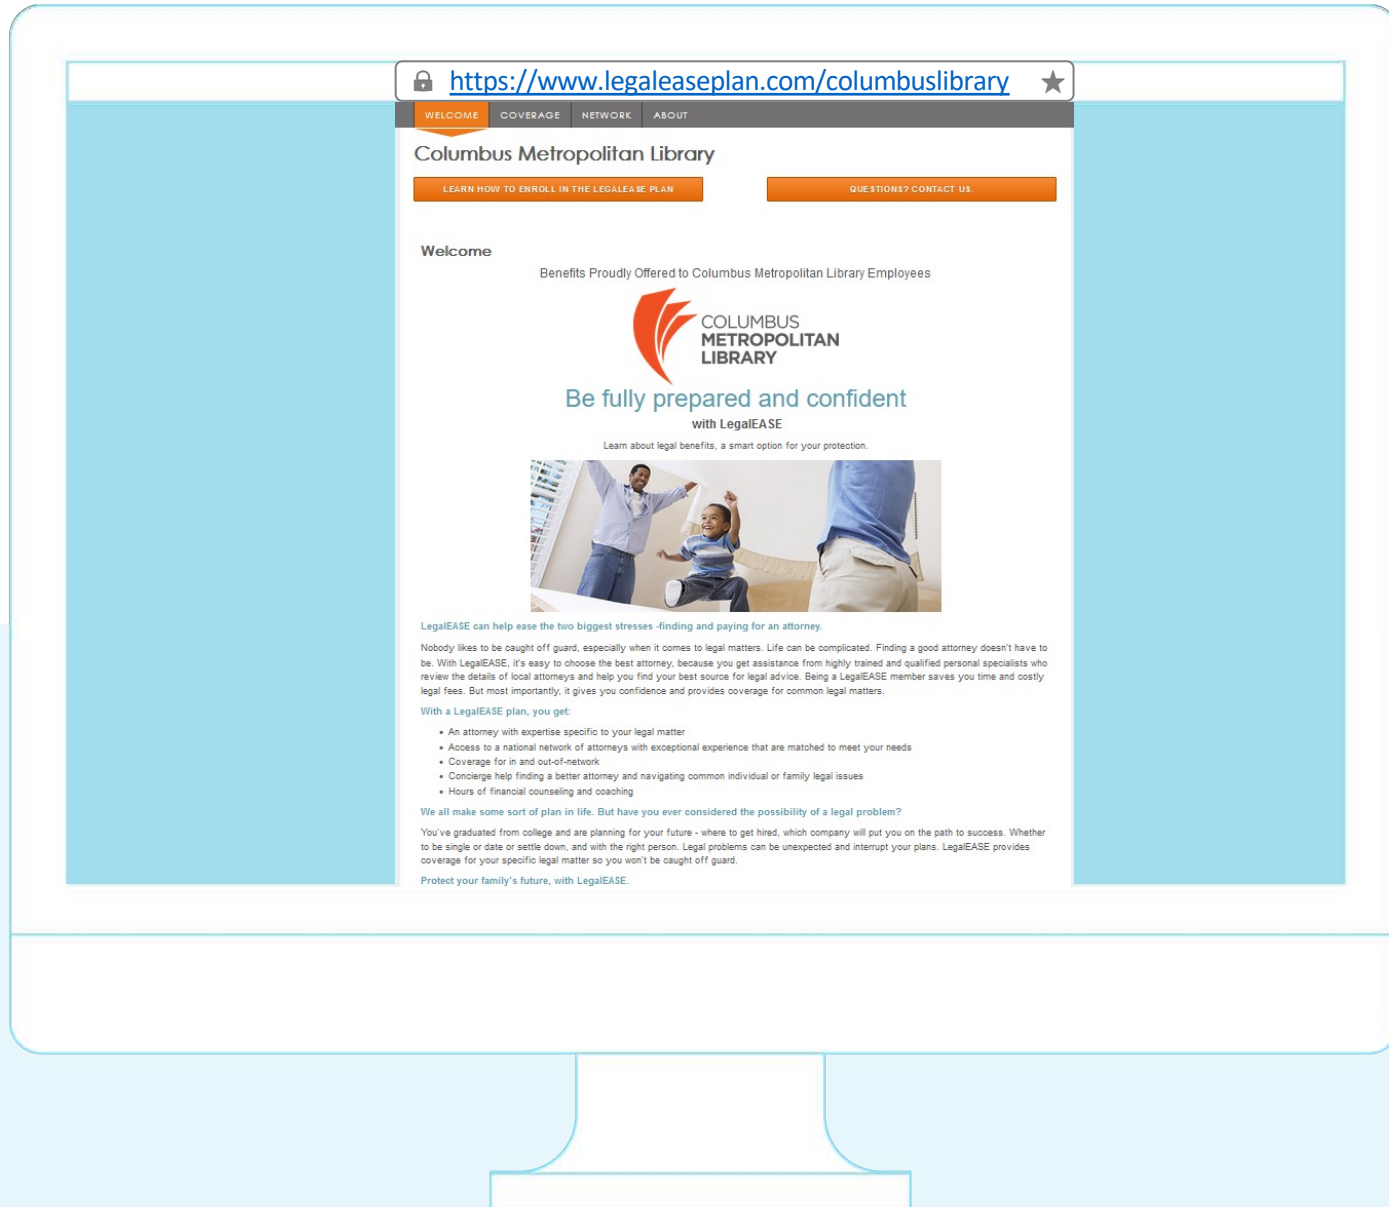 https://www.legaleaseplan.com/columbuslibrary
WELCOME COVERAGE NETWORK ABOUT
Columbus Metropolitan Library
LEARN HOW TO ENROLL IN THE LEGALEASE PLAN QUESTIONS? CONTACT US.
Welcome
Benefits Proudly Offered to Columbus Metropolitan Library Employees
COLUMBUS
METROPOLITAN
LIBRARY
Be fully prepared and confident
with LegalEASE
Learn about legal benefits, a smart option for your protection.
LegalEASE can help ease the two biggest stresses -finding and paying for an attorney.
Nobody likes to be caught off guard, especially when it comes to legal matters. Life can be complicated. Finding a good attorney doesn't have to
be. With LegalEASE, it's easy to choose the best attorney, because you get assistance from highly trained and qualified personal specialists who
review the details of local attorneys and help you find your best source for legal advice. Being a LegalEASE member saves you time and costly
legal fees. But most importantly, it gives you confidence and provides coverage for common legal matters.
With a LegalEASE plan, you get:
• An attorney with expertise specific to your legal matter
• Access to a national network of attorneys with exceptional experience that are matched to meet your needs
• Coverage for in and out-of-network
• Concierge help finding a better attorney and navigating common individual or family legal issues
• Hours of financial counseling and coaching
We all make some sort of plan in life. But have you ever considered the possibility of a legal problem?
You've graduated from college and are planning for your future - where to get hired, which company will put you on the path to success. Whether
to be single or date or settle down, and with the right person. Legal problems can be unexpected and interrupt your plans. LegalEASE provides
coverage for your specific legal matter so you won't be caught off guard.
Protect your family's future, with LegalEASE.